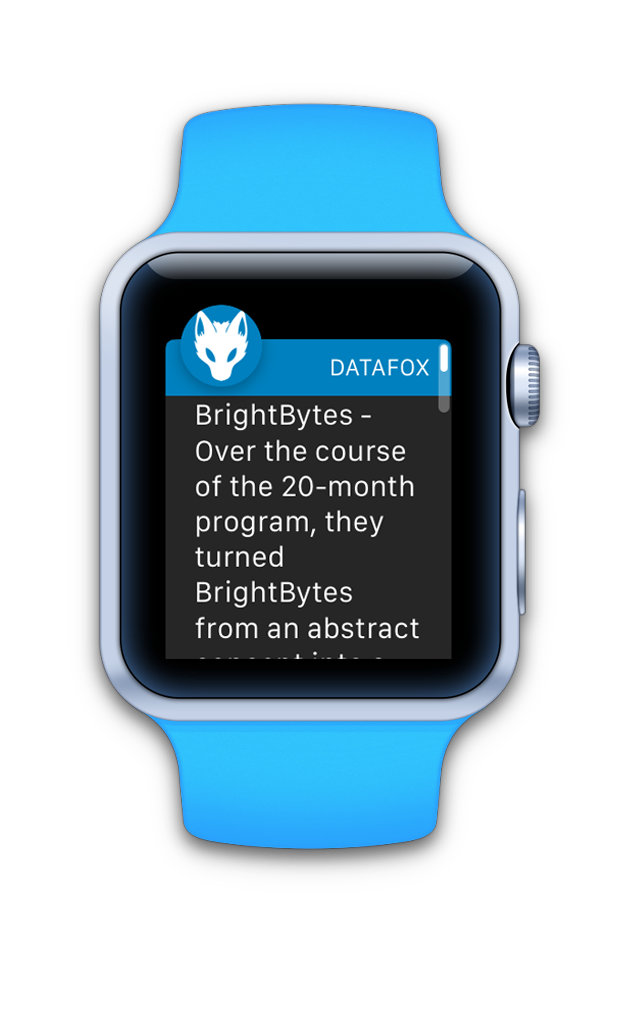 DATAFOX
BrightBytes -
Over the course
of the 20-month
program, they
turned
BrightBytes
from an abstract